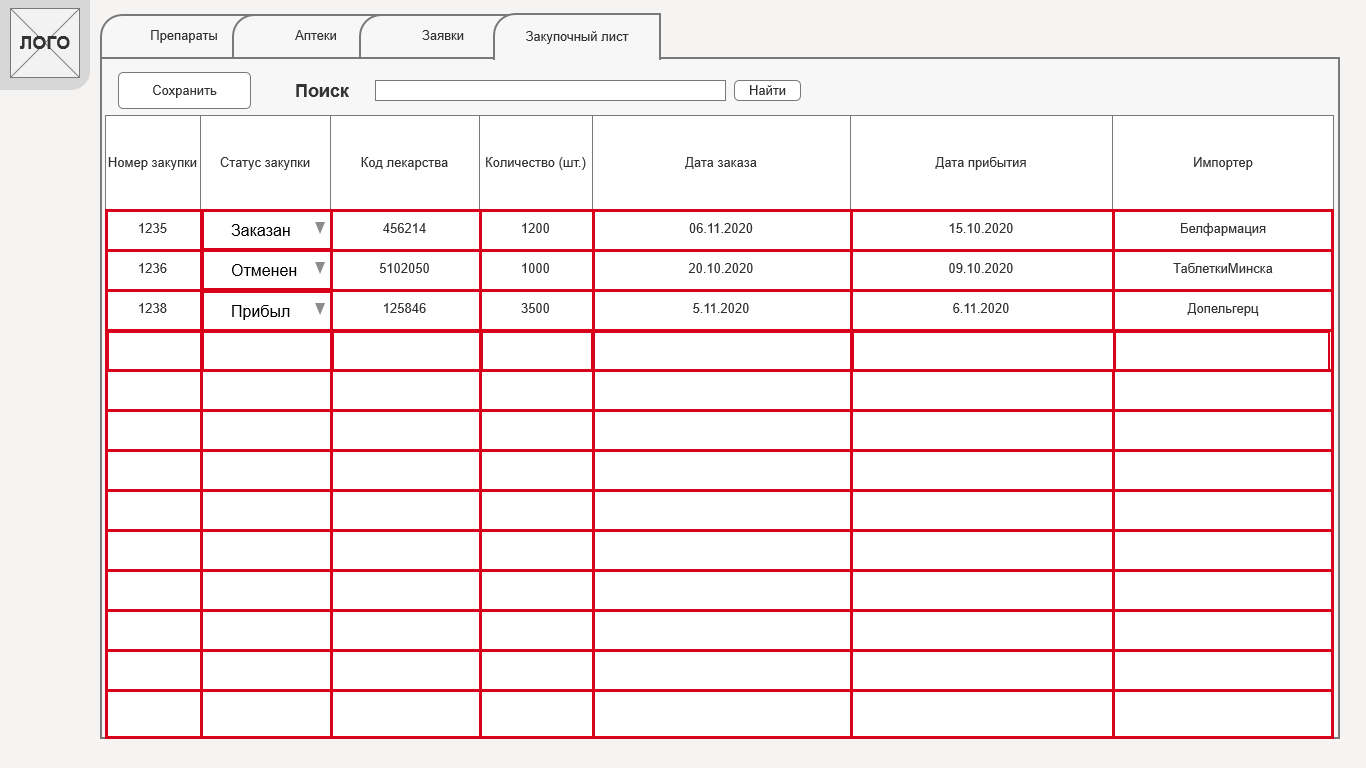 ЛОГО
Препараты Аптеки Заявки Закупочный лист
Сохранить Поиск Найти
Номер закупки Статус закупки Код лекарства Количество (шт.) Дата заказа Дата прибытия Импортер
1235 Заказан 456214 1200 06.11.2020 15.10.2020 Белфармация
1236 Отменен 5102050 1000 20.10.2020 09.10.2020 ТаблеткиМинска
1238 Прибыл 125846 3500 5.11.2020 6.11.2020 Допельгерц